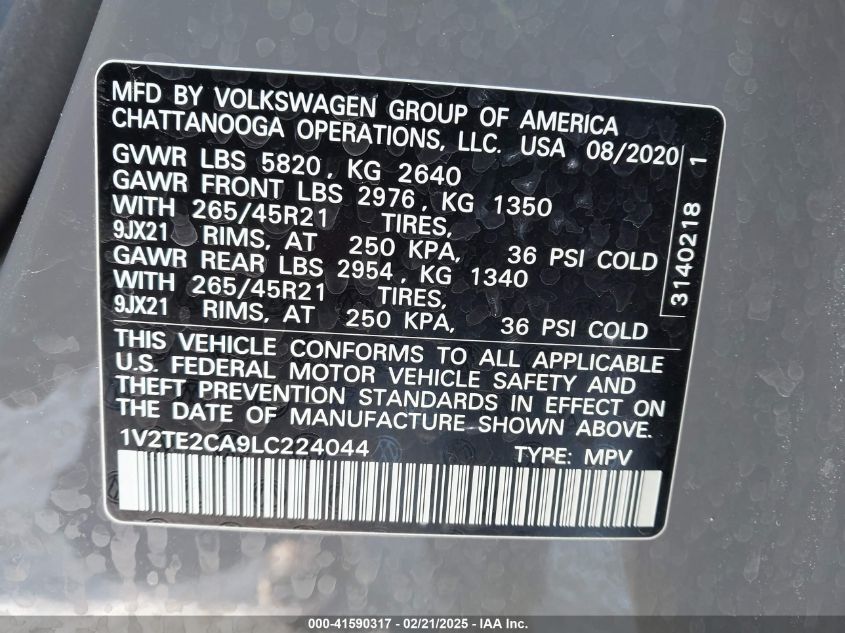 MFD BY VOLKSWAGEN GROUP OF AMERICA
CHATTANOOGA OPERATIONS, LLC. USA 08/2020
GVWR LBS 5820, KG 2640
GAWR FRONT LBS 2976, KG 1350
WITH 265/45R21 TIRES,
9JX21 RIMS, AT 250 KPA, 36 PSI COLD
GAWR REAR LBS 2954, KG 1340
WITH 265/45R21 TIRES,
9JX21 RIMS, AT 250 KPA, 36 PSI COLD
3140218 1
THIS VEHICLE CONFORMS TO ALL APPLICABLE
U.S. FEDERAL MOTOR VEHICLE SAFETY AND
THEFT PREVENTION STANDARDS IN EFFECT ON
THE DATE OF MANUFACTURE SHOWN ABOVE.
1V2TE2CA9LC224044 TYPE: MPV
000-41590317 - 02/21/2025 - IAA Inc.